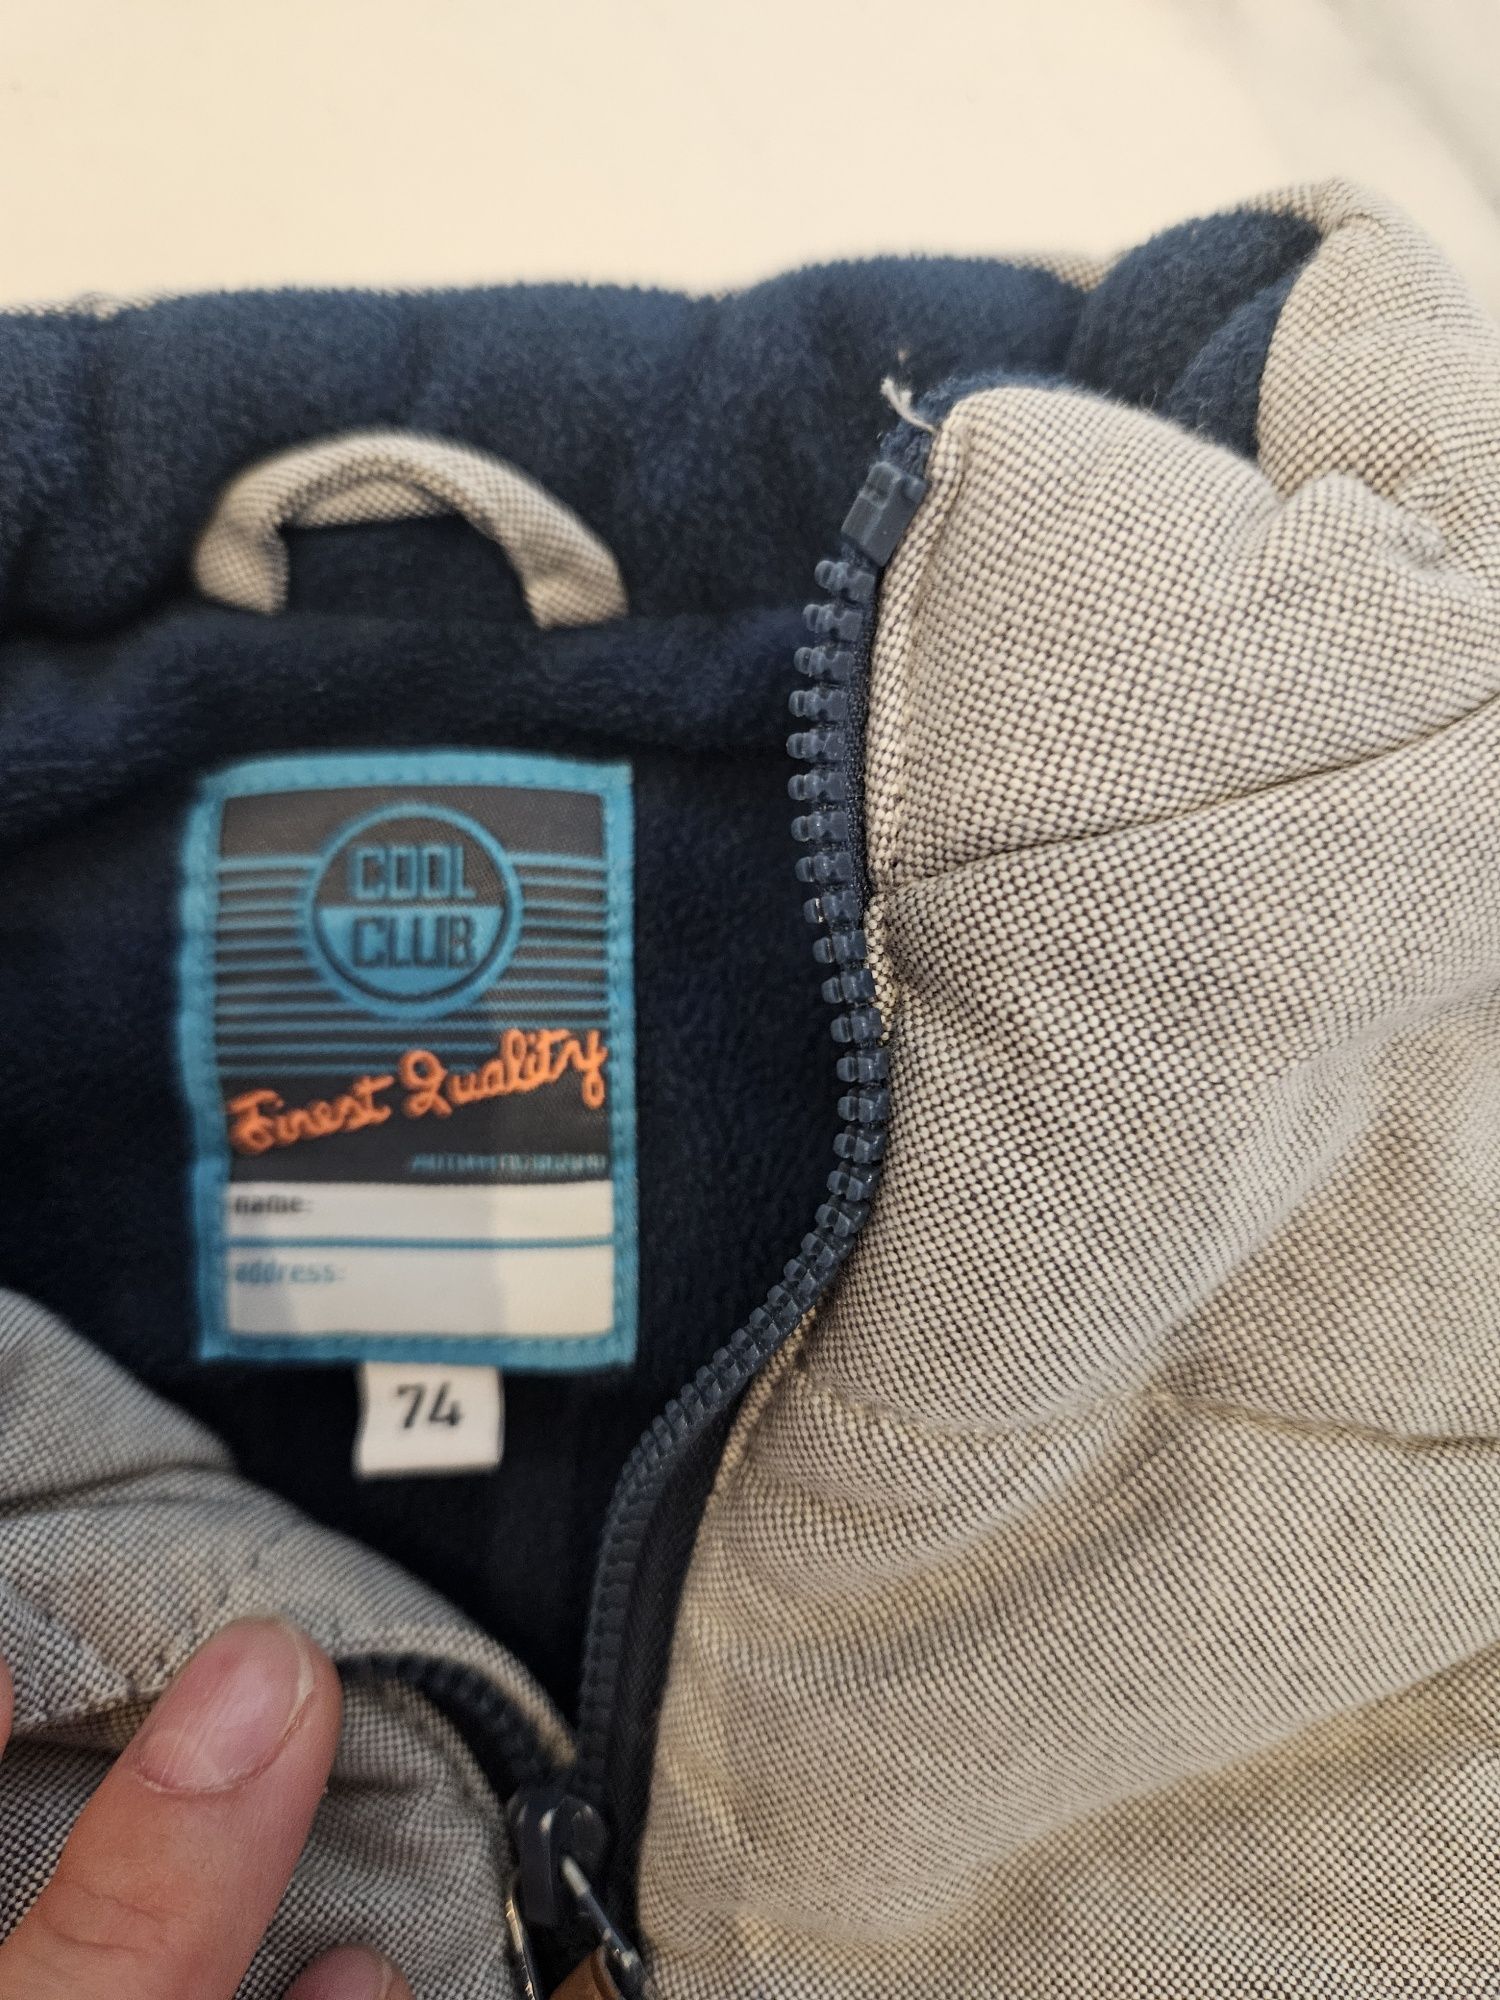 COOL
CLUB
Finest Quality
name:
address:
74